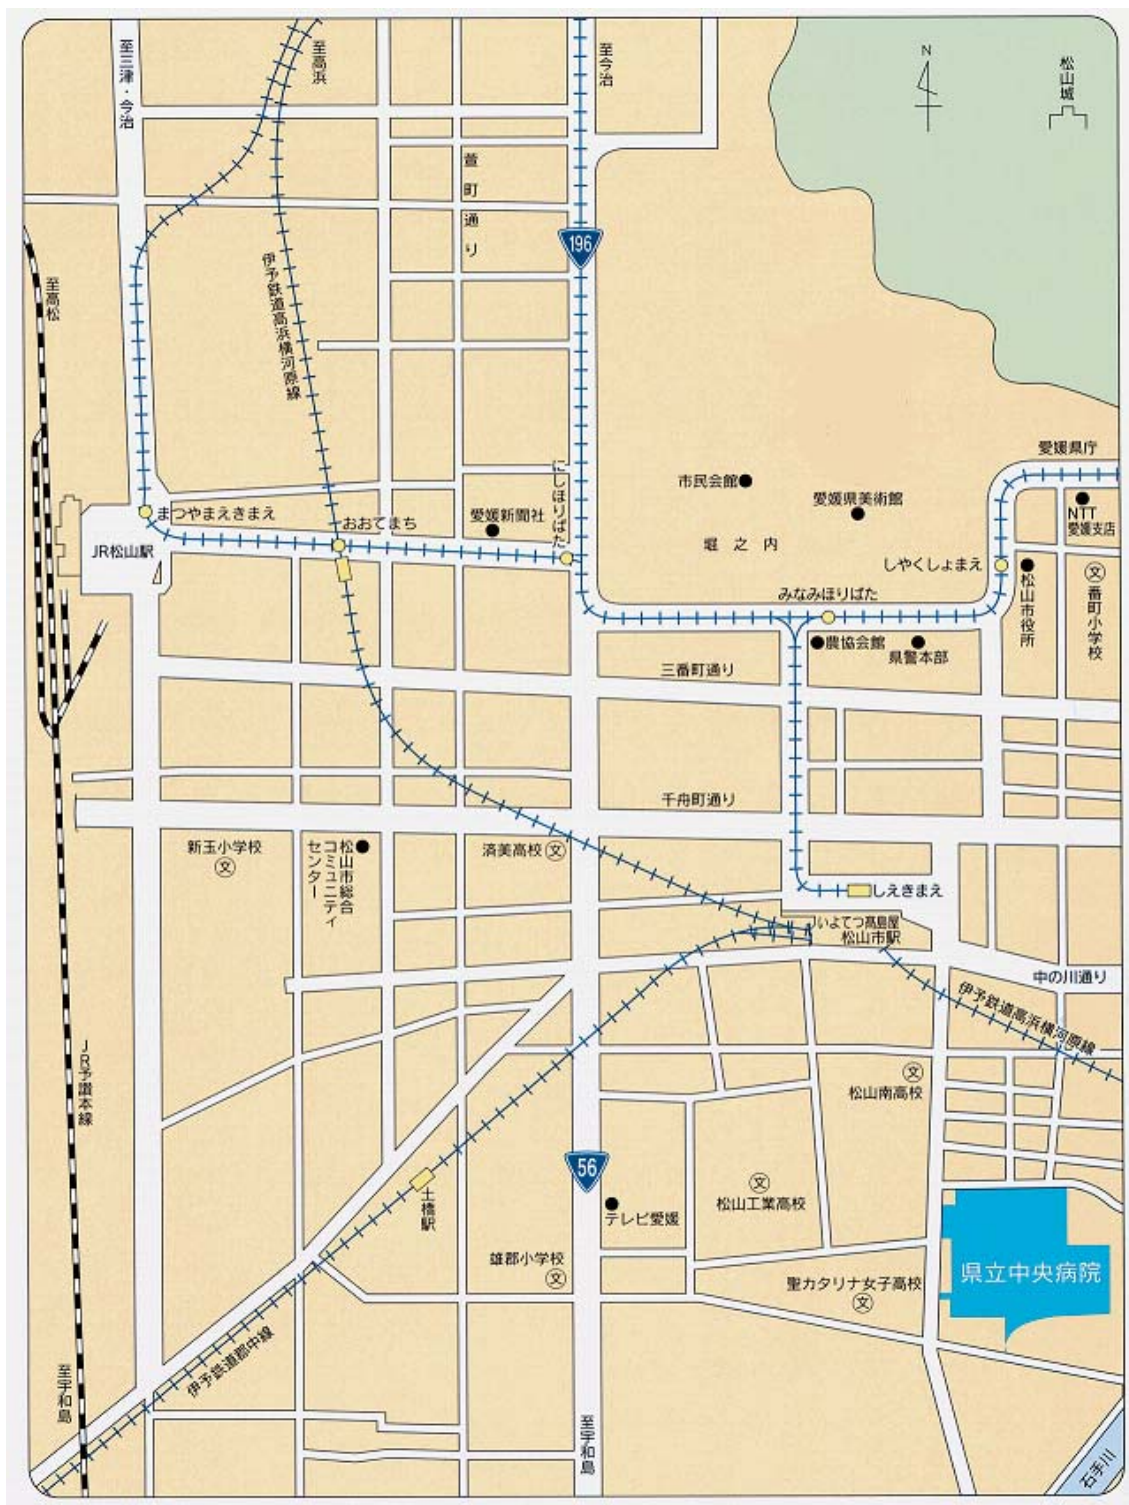 至三津・今治
至高浜
至今治
N
松山城
萱町通り
196
伊予鉄道高浜横河原線
至高松
愛媛県庁
市民会館
愛媛県美術館
NTT
愛媛支店
にしほりばた
まつやまえきまえ
おおてまち
愛媛新聞社
堀之内
JR松山駅
しやくしょまえ
文
番町小学校
松山市役所
みなみほりばた
農協会館
県警本部
三番町通り
千舟町通り
新玉小学校
文
松山市総合
コミュニティ
センター
済美高校
文
しえきまえ
いよてつ髙島屋
松山市駅
中の川通り
伊予鉄道高浜横河原線
JR予讃本線
文
松山南高校
56
土橋駅
文
松山工業高校
テレビ愛媛
雄郡小学校
文
県立中央病院
聖カタリナ女子高校
文
伊予鉄道郡中線
至宇和島
至宇和島
石手川